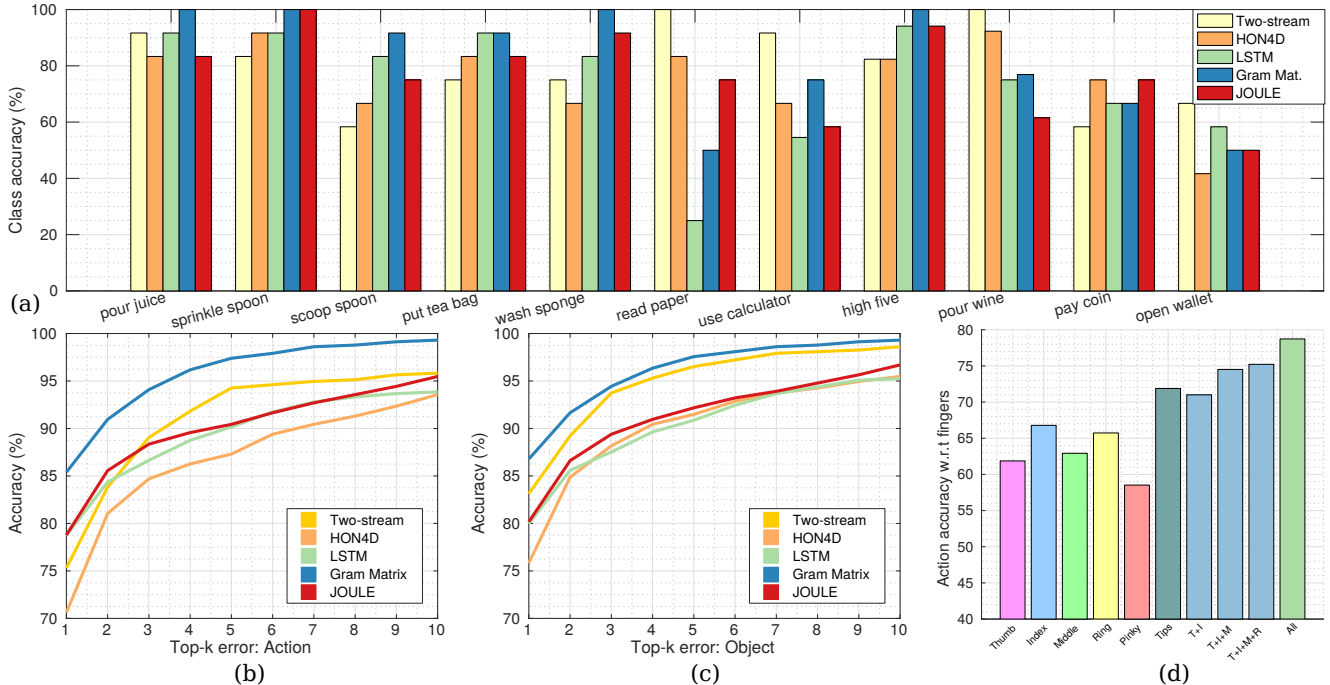 100
80
60
40
20
0
Class accuracy (%)
Two-stream
HON4D
LSTM
Gram Mat.
JOULE
(a)
pour juice
sprinkle spoon
scoop spoon
put tea bag
wash sponge
read paper
use calculator
high five
pour wine
pay coin
open wallet
100
95
90
85
80
75
70
Accuracy (%)
Two-stream
HON4D
LSTM
Gram Matrix
JOULE
1 2 3 4 5 6 7 8 9 10
Top-k error: Action
(b)
100
95
90
85
80
75
70
Accuracy (%)
Two-stream
HON4D
LSTM
Gram Matrix
JOULE
1 2 3 4 5 6 7 8 9 10
Top-k error: Object
(c)
80
75
70
65
60
55
50
45
40
Action accuracy w.r.t fingers
Thumb
Index
Middle
Ring
Pinky
Tips
T+I
T+I+M
T+I+M+R
All
(d)